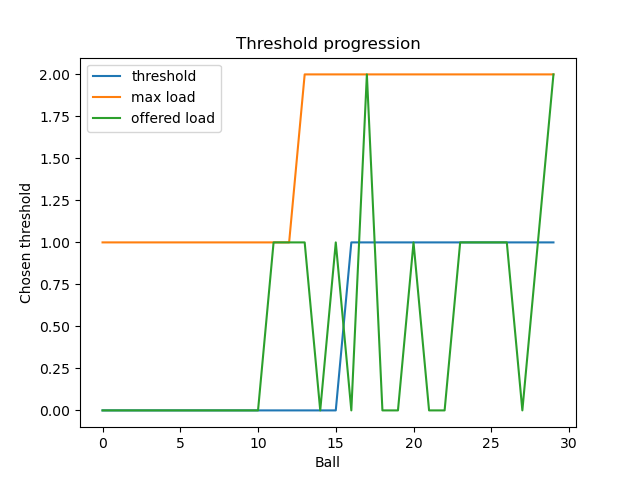 Threshold progression
threshold
max load
offered load
2.00
1.75
1.50
1.25
1.00
0.75
0.50
0.25
0.00
Chosen threshold
0 5 10 15 20 25 30
Ball